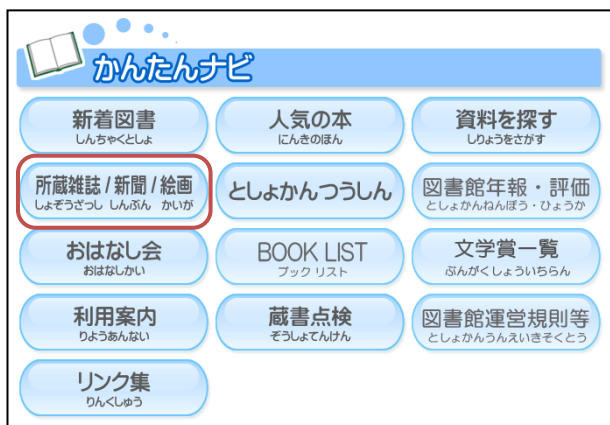 かんたんナビ
新着図書
しんちゃくとしょ
人気の本
にんきのほん
資料を探す
しりょうをさがす
所蔵雑誌/新聞/絵画
しょぞうざっし しんぶん かいが
としょかんつうしん
図書館年報・評価
としょかんねんぽう・ひょうか
おはなし会
おはなしかい
BOOK LIST
ブック リスト
文学賞一覧
ぶんがくしょういちらん
利用案内
りようあんない
蔵書点検
ぞうしょてんけん
図書館運営規則等
としょかんうんえいきそくとう
リンク集
りんくしゅう